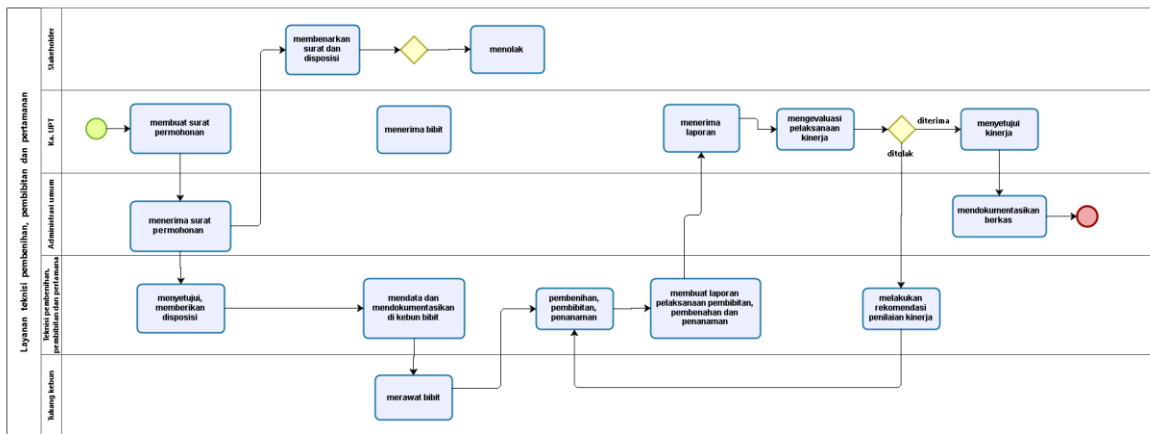 Layanan teknisi pembenihan, pembibitan dan pertamanan
Stakeholder
membenarkan
surat dan
disposisi
menolak
Ka. UPT
membuat surat
permohonan
menerima bibit
menerima
laporan
mengevaluasi
pelaksanaan
kinerja
diterima
ditolak
menyetujui
kinerja
Administrasi umum
menerima surat
permohonan
mendokumentasikan
berkas
Teknisi pembenihan,
pembibitan dan pertamana
menyetujui,
memberikan
disposisi
mendata dan
mendokumentasikan
di kebun bibit
pembenihan,
pembibitan,
penanaman
membuat laporan
pelaksanaan pembibitan,
pembenahan dan
penanaman
melakukan
rekomendasi
penilaian kinerja
Tukang kebun
merawat bibit